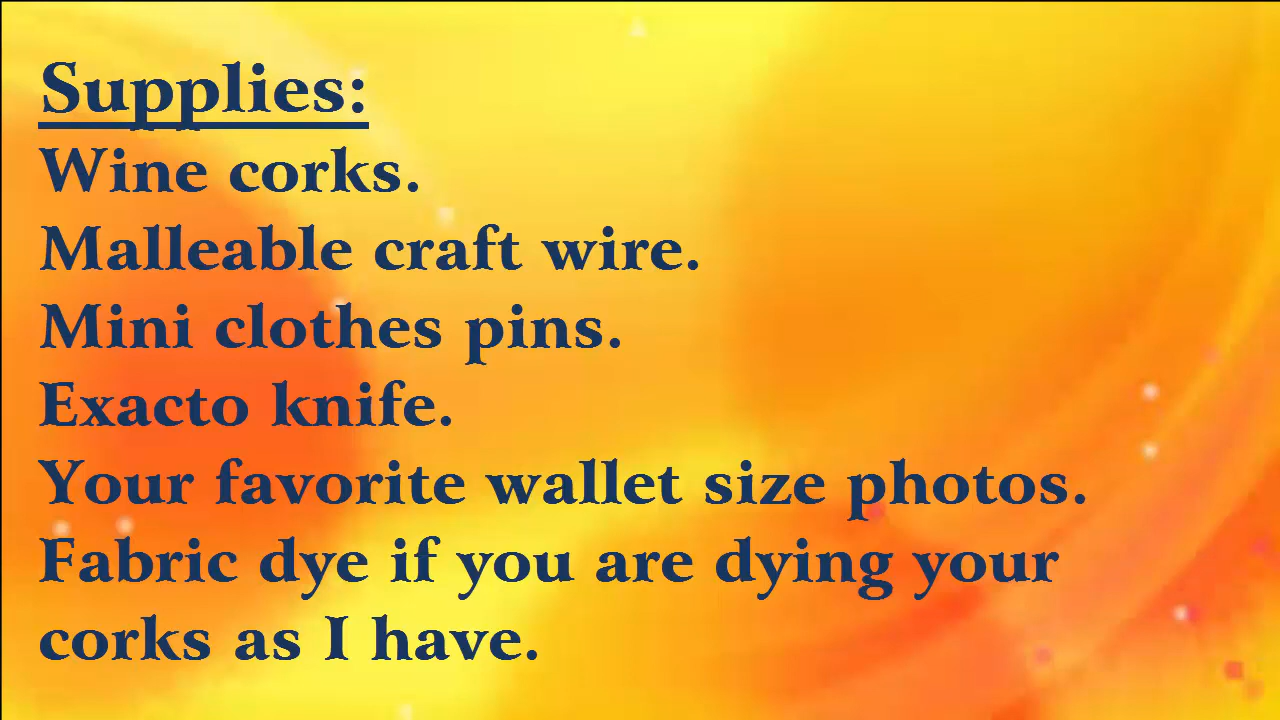 Supplies:
Wine corks.
Malleable craft wire.
Mini clothes pins.
Exacto knife.
Your favorite wallet size photos.
Fabric dye if you are dying your
corks as I have.